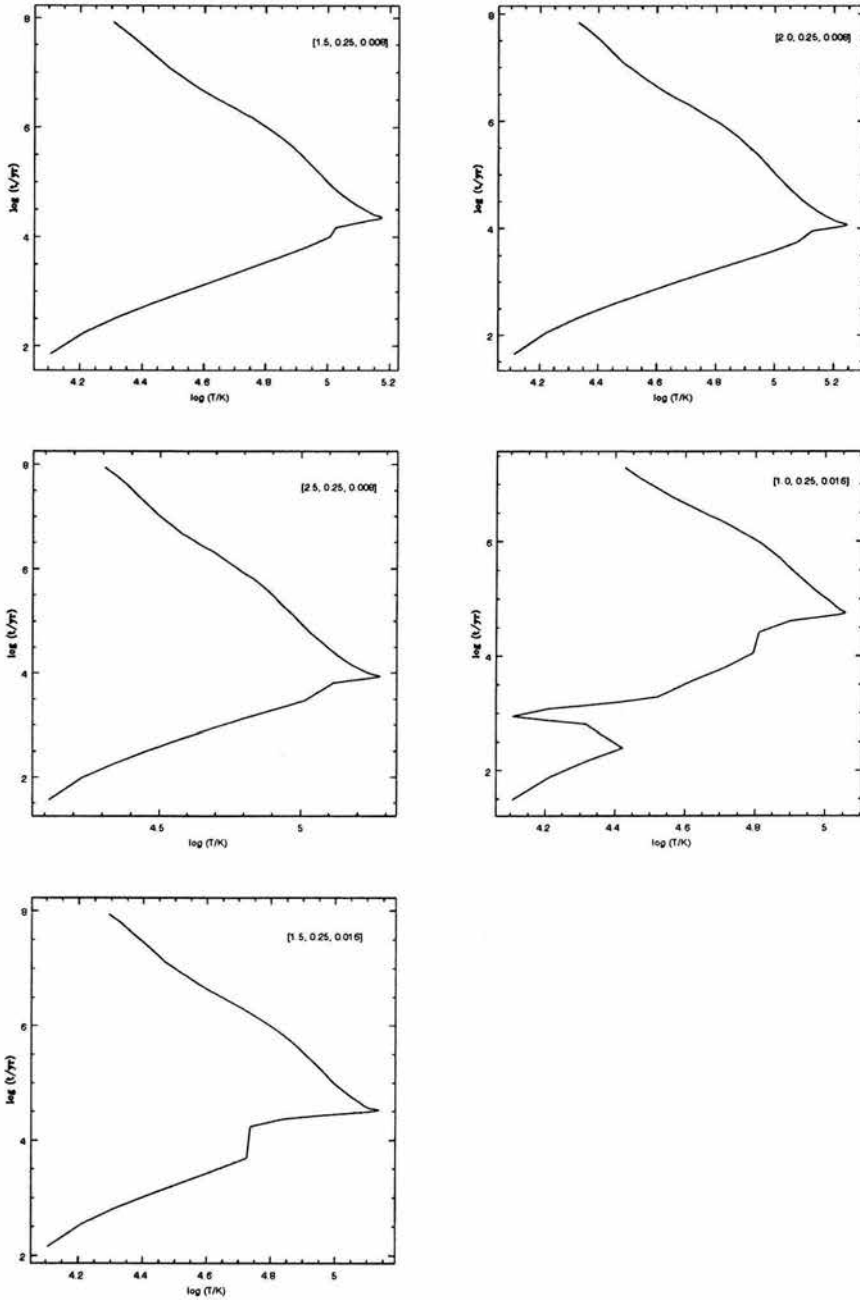 [1.5, 0.25, 0.008]
8
6
4
2
log (t/yr)
4.2 4.4 4.6 4.8 5 5.2
log (T/K)
[2.0, 0.25, 0.008]
8
6
4
2
log (t/yr)
4.2 4.4 4.6 4.8 5 5.2
log (T/K)
[2.5, 0.25, 0.008]
8
6
4
2
log (t/yr)
4.5 5
log (T/K)
[1.0, 0.25, 0.016]
6
4
2
log (t/yr)
4.2 4.4 4.6 4.8 5
log (T/K)
[1.5, 0.25, 0.016]
8
6
4
2
log (t/yr)
4.2 4.4 4.6 4.8 5
log (T/K)